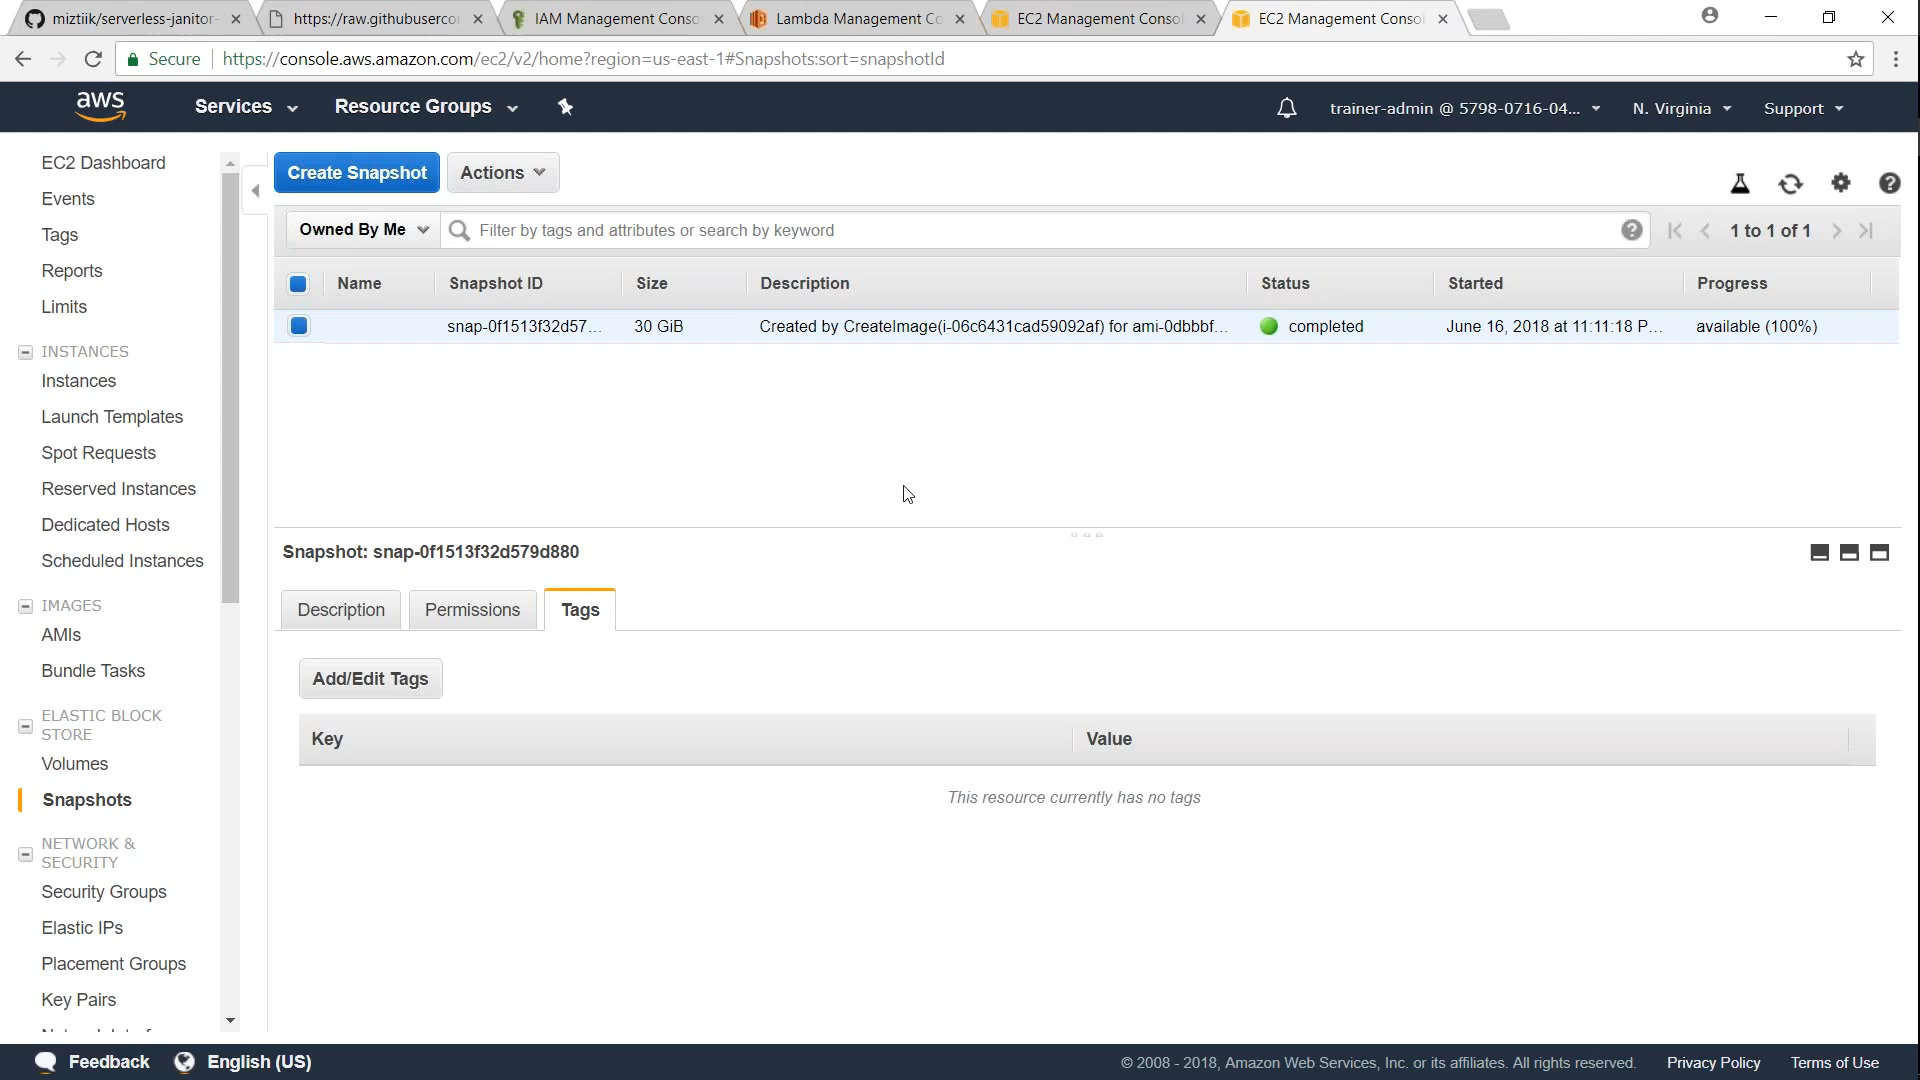 miztiik/serverless-janitor-
https://raw.githubuserco
IAM Management Conso
Lambda Management Co
EC2 Management Consol
EC2 Management Consol
Secure
https://console.aws.amazon.com/ec2/v2/home?region=us-east-1#Snapshots:sort=snapshotId
aws
Services
Resource Groups
trainer-admin @ 5798-0716-04...
N. Virginia
Support
EC2 Dashboard
Events
Tags
Reports
Limits
INSTANCES
Instances
Launch Templates
Spot Requests
Reserved Instances
Dedicated Hosts
Scheduled Instances
IMAGES
AMIs
Bundle Tasks
ELASTIC BLOCK
STORE
Volumes
Snapshots
NETWORK &
SECURITY
Security Groups
Elastic IPs
Placement Groups
Key Pairs
Create Snapshot
Actions
Owned By Me
Filter by tags and attributes or search by keyword
1 to 1 of 1
Name Snapshot ID Size Description Status Started Progress
snap-0f1513f32d57... 30 GiB Created by CreateImage(i-06c6431cad59092af) for ami-0dbbbf... completed June 16, 2018 at 11:11:18 P... available (100%)
Snapshot: snap-0f1513f32d579d880
Description
Permissions
Tags
Add/Edit Tags
Key Value
This resource currently has no tags
Feedback
English (US)
© 2008 - 2018, Amazon Web Services, Inc. or its affiliates. All rights reserved.
Privacy Policy
Terms of Use